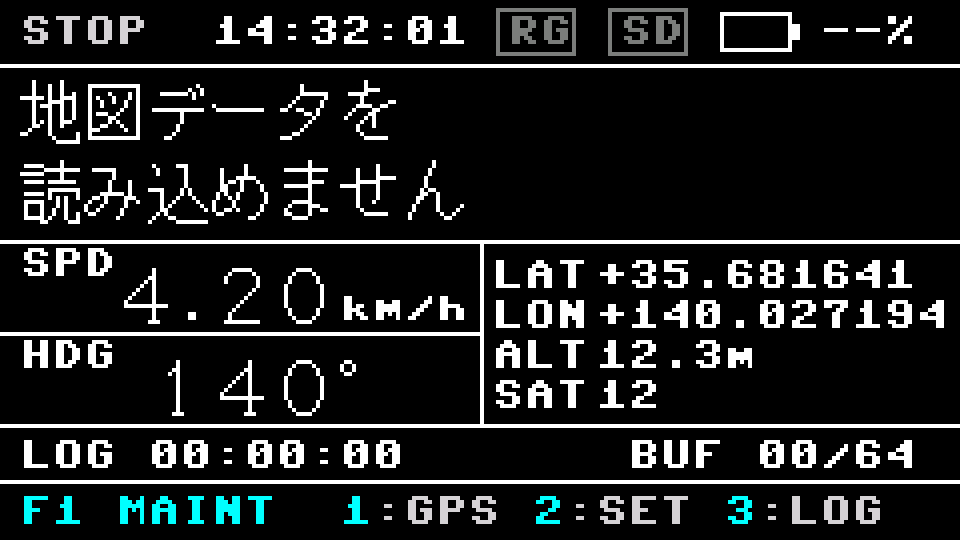 STOP 14:32:01 RG SD --%
地図データを
読み込めません
SPD 4.20 km/h
HDG 140°
LAT +35.681641
LON +140.027194
ALT 12.3m
SAT 12
LOG 00:00:00 BUF 00/64
F1 MAINT 1:GPS 2:SET 3:LOG